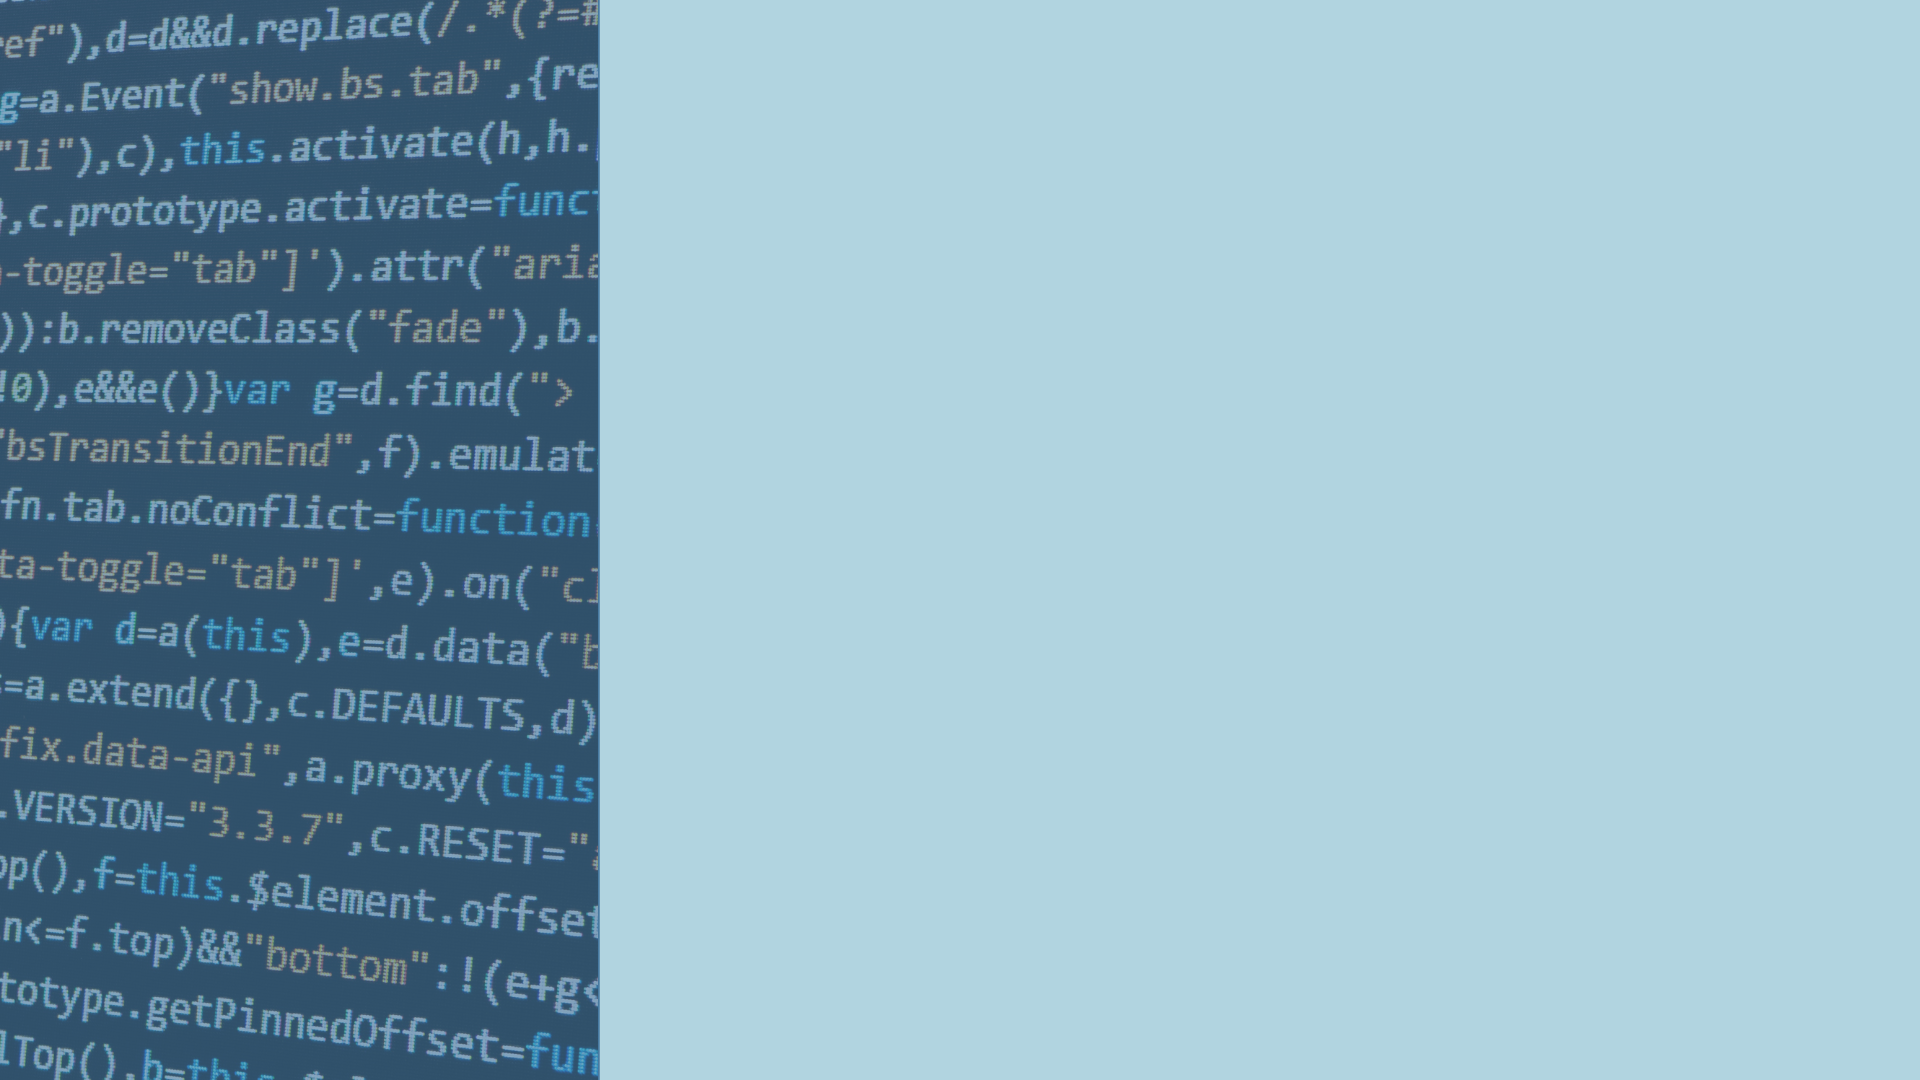 ef"),d=d&&d.replace(/.*(?=#
g=a.Event("show.bs.tab",{re
"li"),c),this.activate(h,h.
},c.prototype.activate=funct
-toggle="tab"]').attr("aria
)):b.removeClass("fade"),b.
!0),e&&e()}var g=d.find(">
"bsTransitionEnd",f).emulat
fn.tab.noConflict=function
ta-toggle="tab"]',e).on("cl
){var d=a(this),e=d.data("b
=a.extend({},c.DEFAULTS,d)
fix.data-api",a.proxy(this
.VERSION="3.3.7",c.RESET="
op(),f=this.$element.offset
n<=f.top)&&"bottom":!(e+g<
totype.getPinnedOffset=fun
lTop(),b=this.$